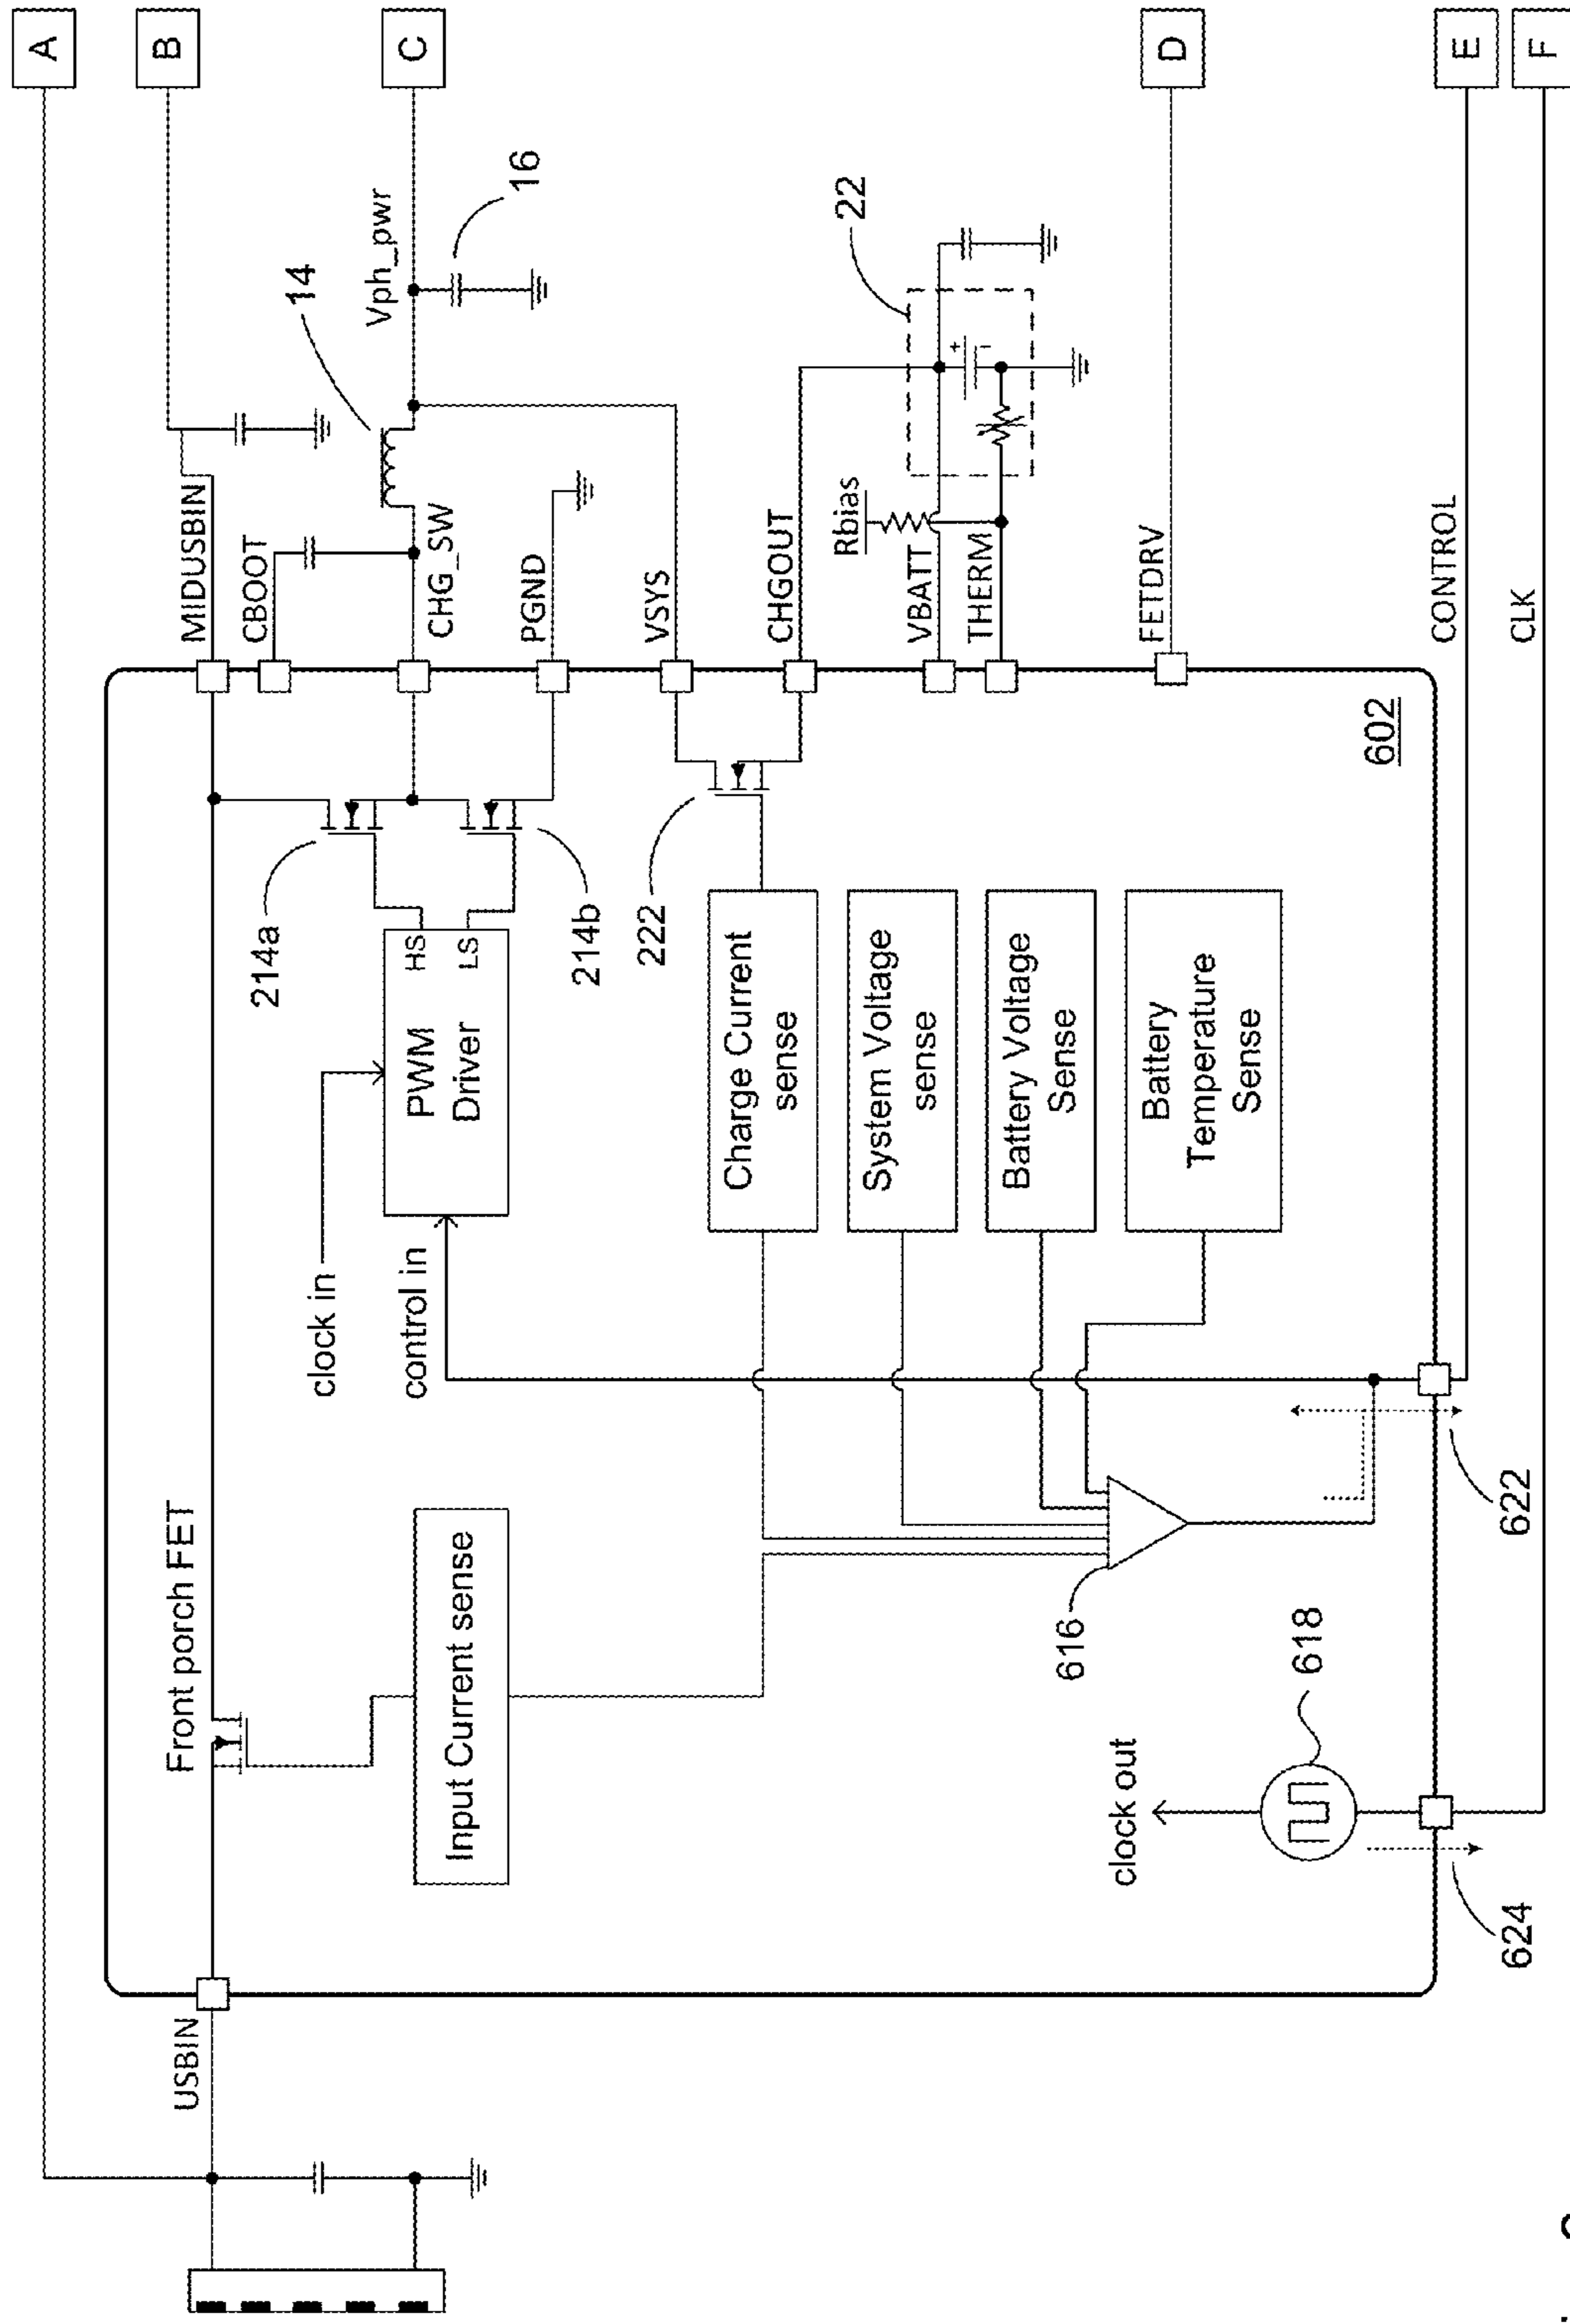 A
B
C
D
E
F
MIDUSBIN
CBOOT
CHG_SW
PGND
VSYS
CHGOUT
VBATT
THERM
FETDRV
CONTROL
CLK
Vph_pwr
14
16
22
Rbias
+
-
USBIN
Front porch FET
Input Current sense
clock in
control in
PWM
Driver
HS
LS
214a
214b
222
Charge Current
sense
System Voltage
sense
Battery Voltage
Sense
Battery
Temperature
Sense
602
616
618
clock out
622
624